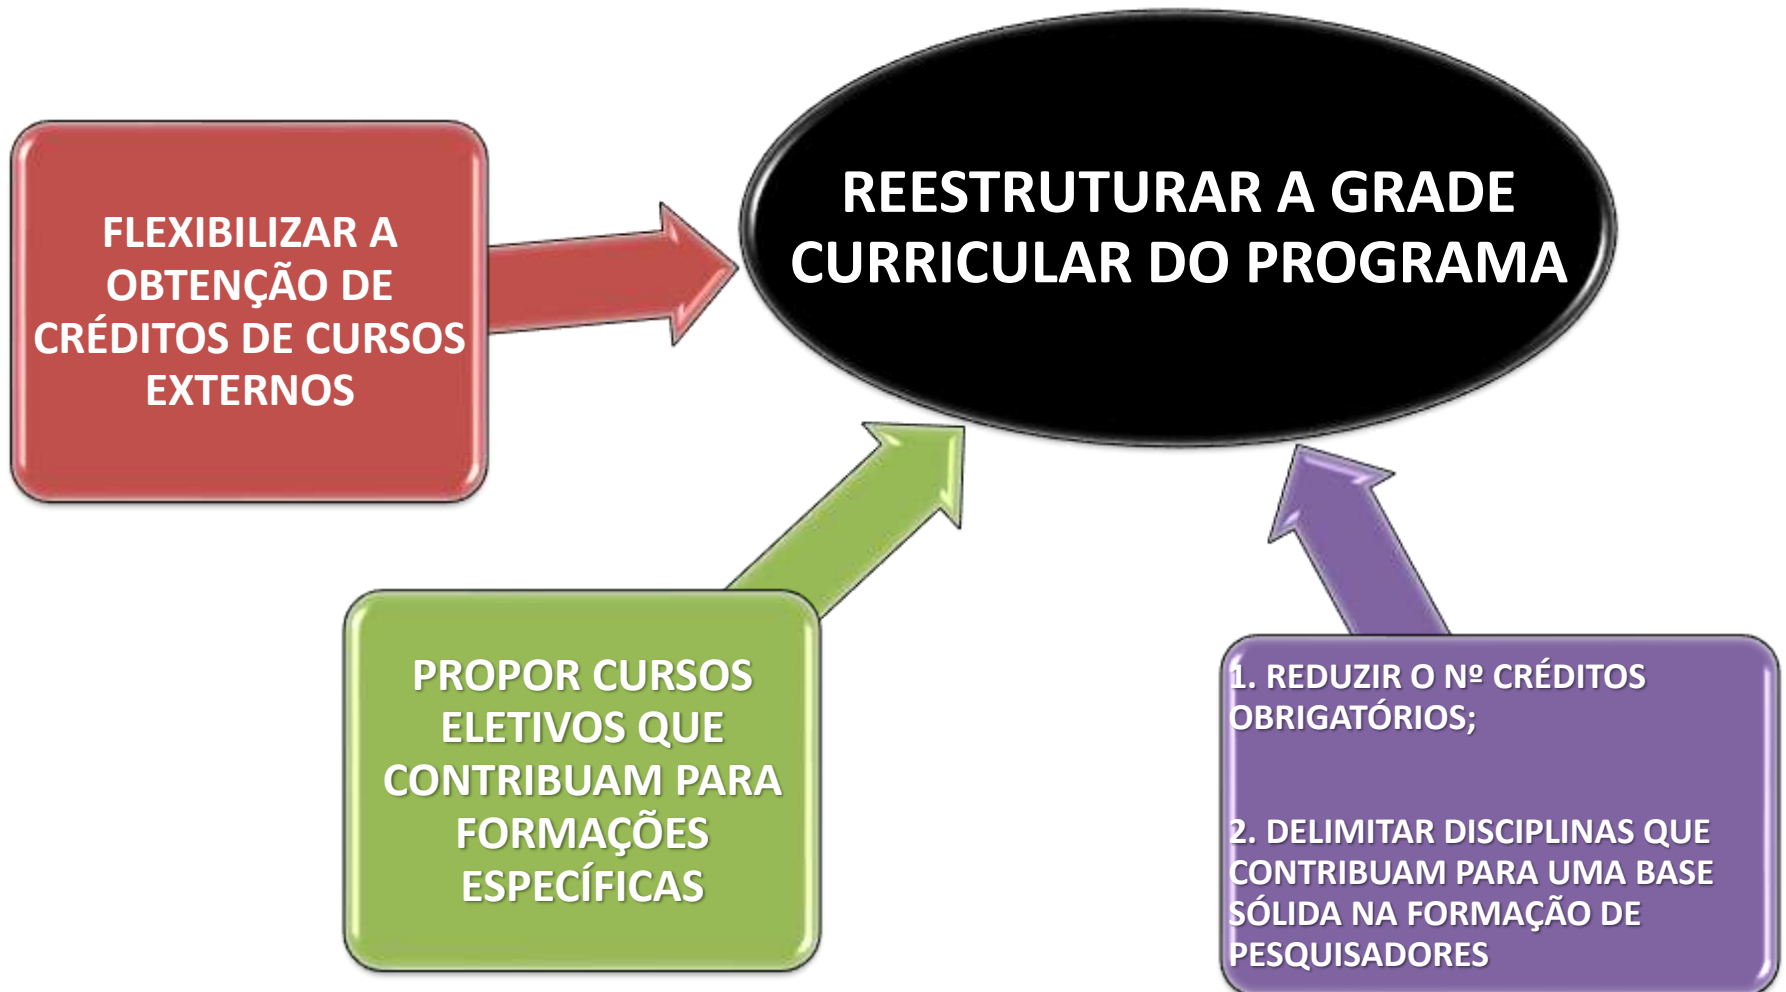 REESTRUTURAR A GRADE
CURRICULAR DO PROGRAMA
FLEXIBILIZAR A
OBTENÇÃO DE
CRÉDITOS DE CURSOS
EXTERNOS
PROPOR CURSOS
ELETIVOS QUE
CONTRIBUAM PARA
FORMAÇÕES
ESPECÍFICAS
1. REDUZIR O Nº CRÉDITOS
OBRIGATÓRIOS;
2. DELIMITAR DISCIPLINAS QUE
CONTRIBUAM PARA UMA BASE
SÓLIDA NA FORMAÇÃO DE
PESQUISADORES